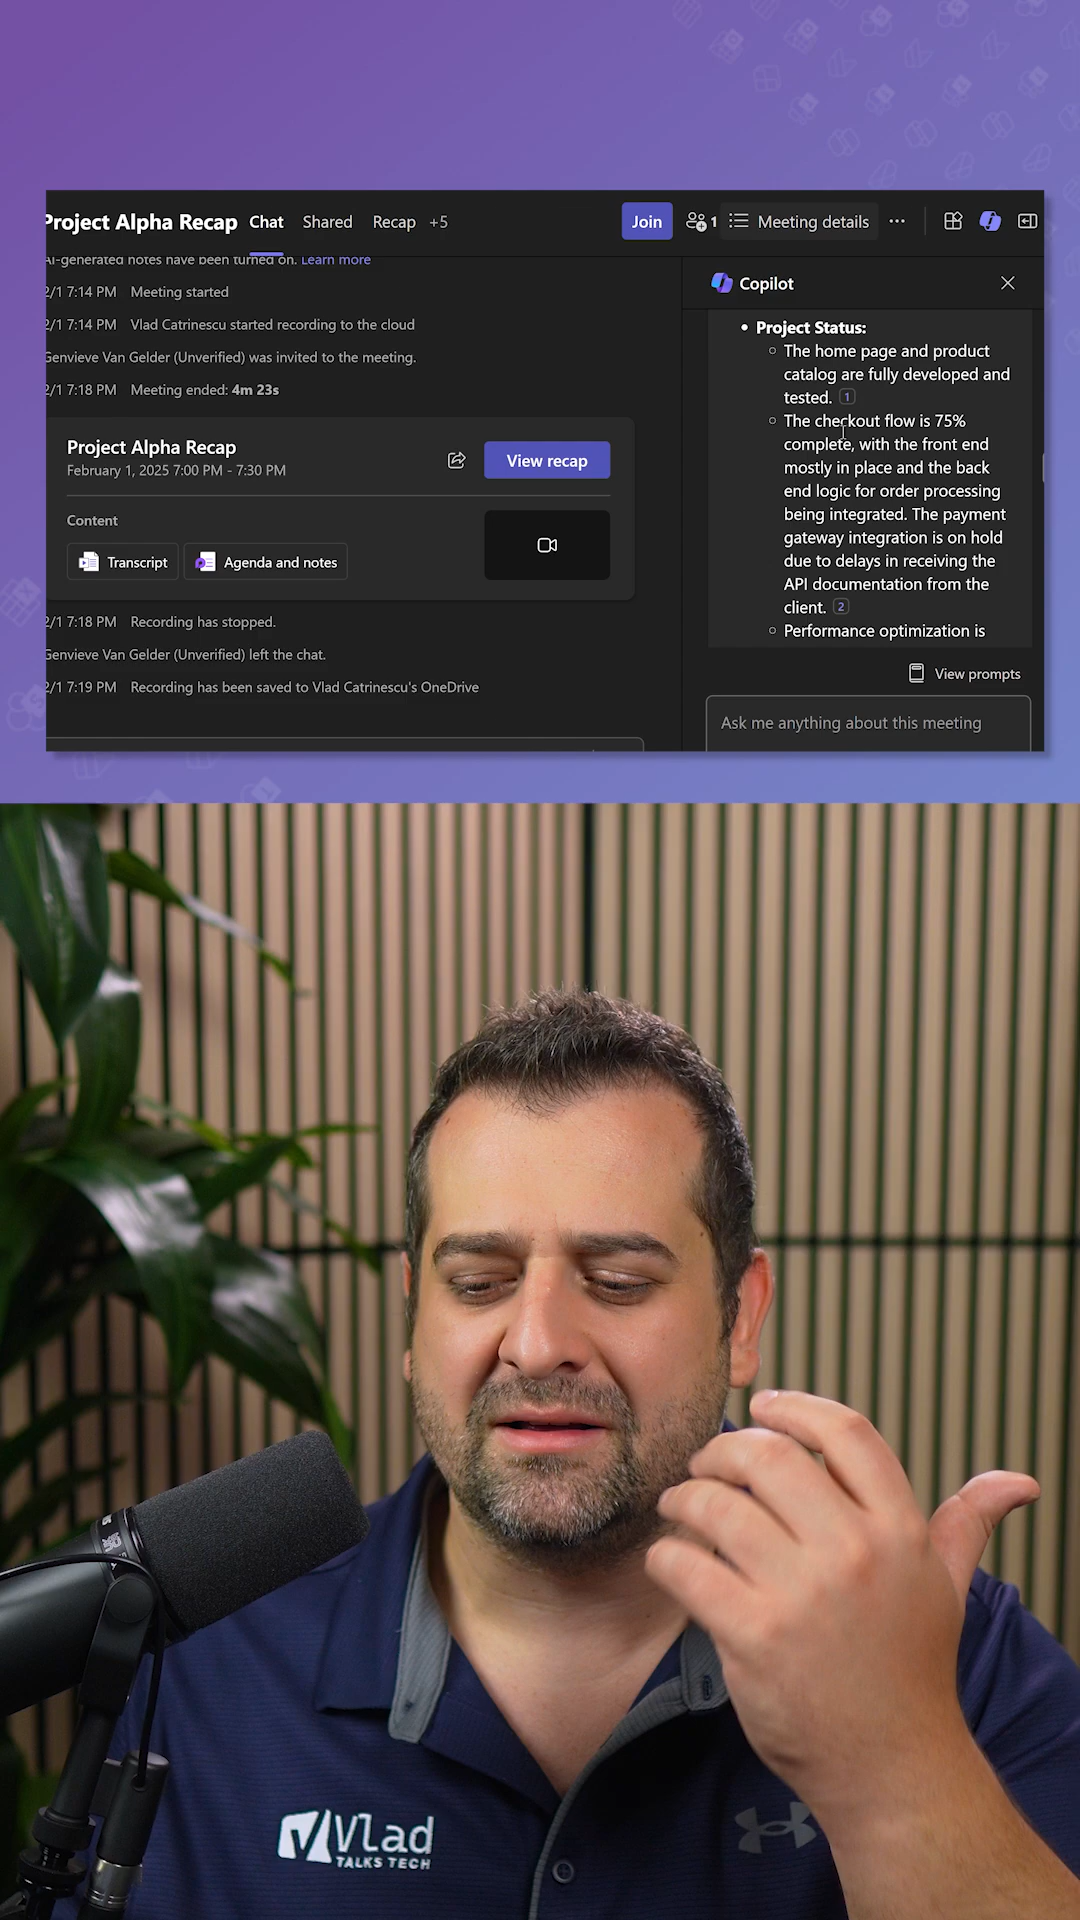 Project Alpha Recap Chat Shared Recap +5 Join 1 Meeting details
AI-generated notes have been turned on. Learn more
2/1 7:14 PM Meeting started
2/1 7:14 PM Vlad Catrinescu started recording to the cloud
Genvieve Van Gelder (Unverified) was invited to the meeting.
2/1 7:18 PM Meeting ended: 4m 23s
Project Alpha Recap
February 1, 2025 7:00 PM - 7:30 PM
View recap
Content
Transcript
Agenda and notes
2/1 7:18 PM Recording has stopped.
Genvieve Van Gelder (Unverified) left the chat.
2/1 7:19 PM Recording has been saved to Vlad Catrinescu's OneDrive
Copilot
• Project Status:
○ The home page and product
catalog are fully developed and
tested. 1
○ The checkout flow is 75%
complete, with the front end
mostly in place and the back
end logic for order processing
being integrated. The payment
gateway integration is on hold
due to delays in receiving the
API documentation from the
client. 2
○ Performance optimization is
View prompts
Ask me anything about this meeting
Vlad
TALKS TECH